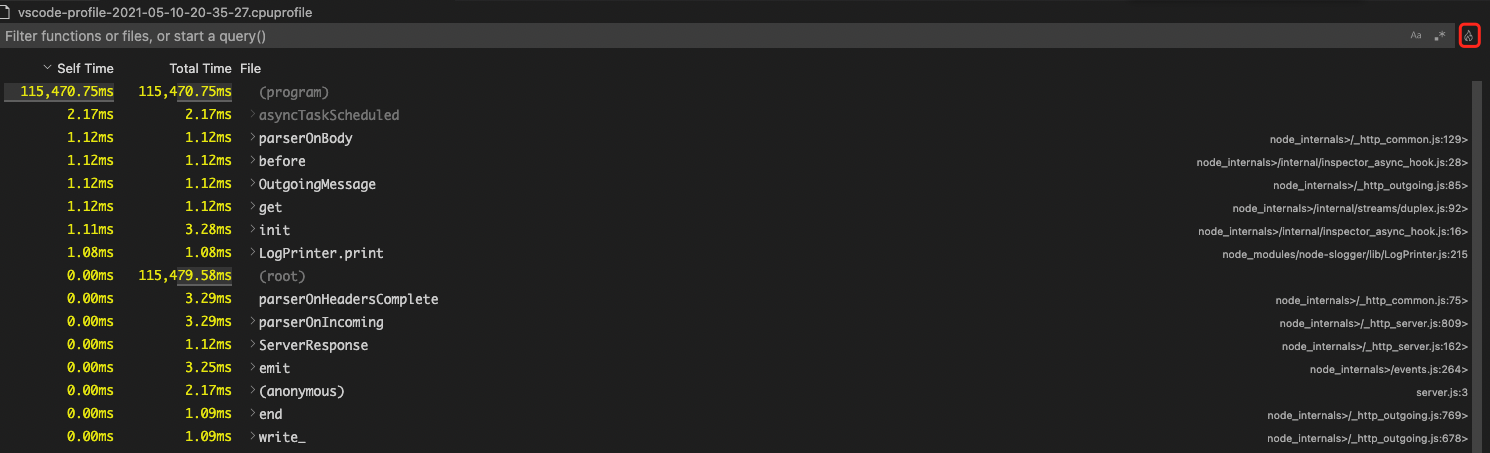 vscode-profile-2021-05-10-20-35-27.cpuprofile
Filter functions or files, or start a query() Aa .*
Self Time Total Time File
115,470.75ms 115,470.75ms (program)
2.17ms 2.17ms asyncTaskScheduled
1.12ms 1.12ms parserOnBody node_internals>/_http_common.js:129>
1.12ms 1.12ms before node_internals>/internal/inspector_async_hook.js:28>
1.12ms 1.12ms OutgoingMessage node_internals>/_http_outgoing.js:85>
1.12ms 1.12ms get node_internals>/internal/streams/duplex.js:92>
1.11ms 3.28ms init node_internals>/internal/inspector_async_hook.js:16>
1.08ms 1.08ms LogPrinter.print node_modules/node-slogger/lib/LogPrinter.js:215
0.00ms 115,479.58ms (root)
0.00ms 3.29ms parserOnHeadersComplete node_internals>/_http_common.js:75>
0.00ms 3.29ms parserOnIncoming node_internals>/_http_server.js:809>
0.00ms 1.12ms ServerResponse node_internals>/_http_server.js:162>
0.00ms 3.25ms emit node_internals>/events.js:264>
0.00ms 2.17ms (anonymous) server.js:3
0.00ms 1.09ms end node_internals>/_http_outgoing.js:769>
0.00ms 1.09ms write_ node_internals>/_http_outgoing.js:678>